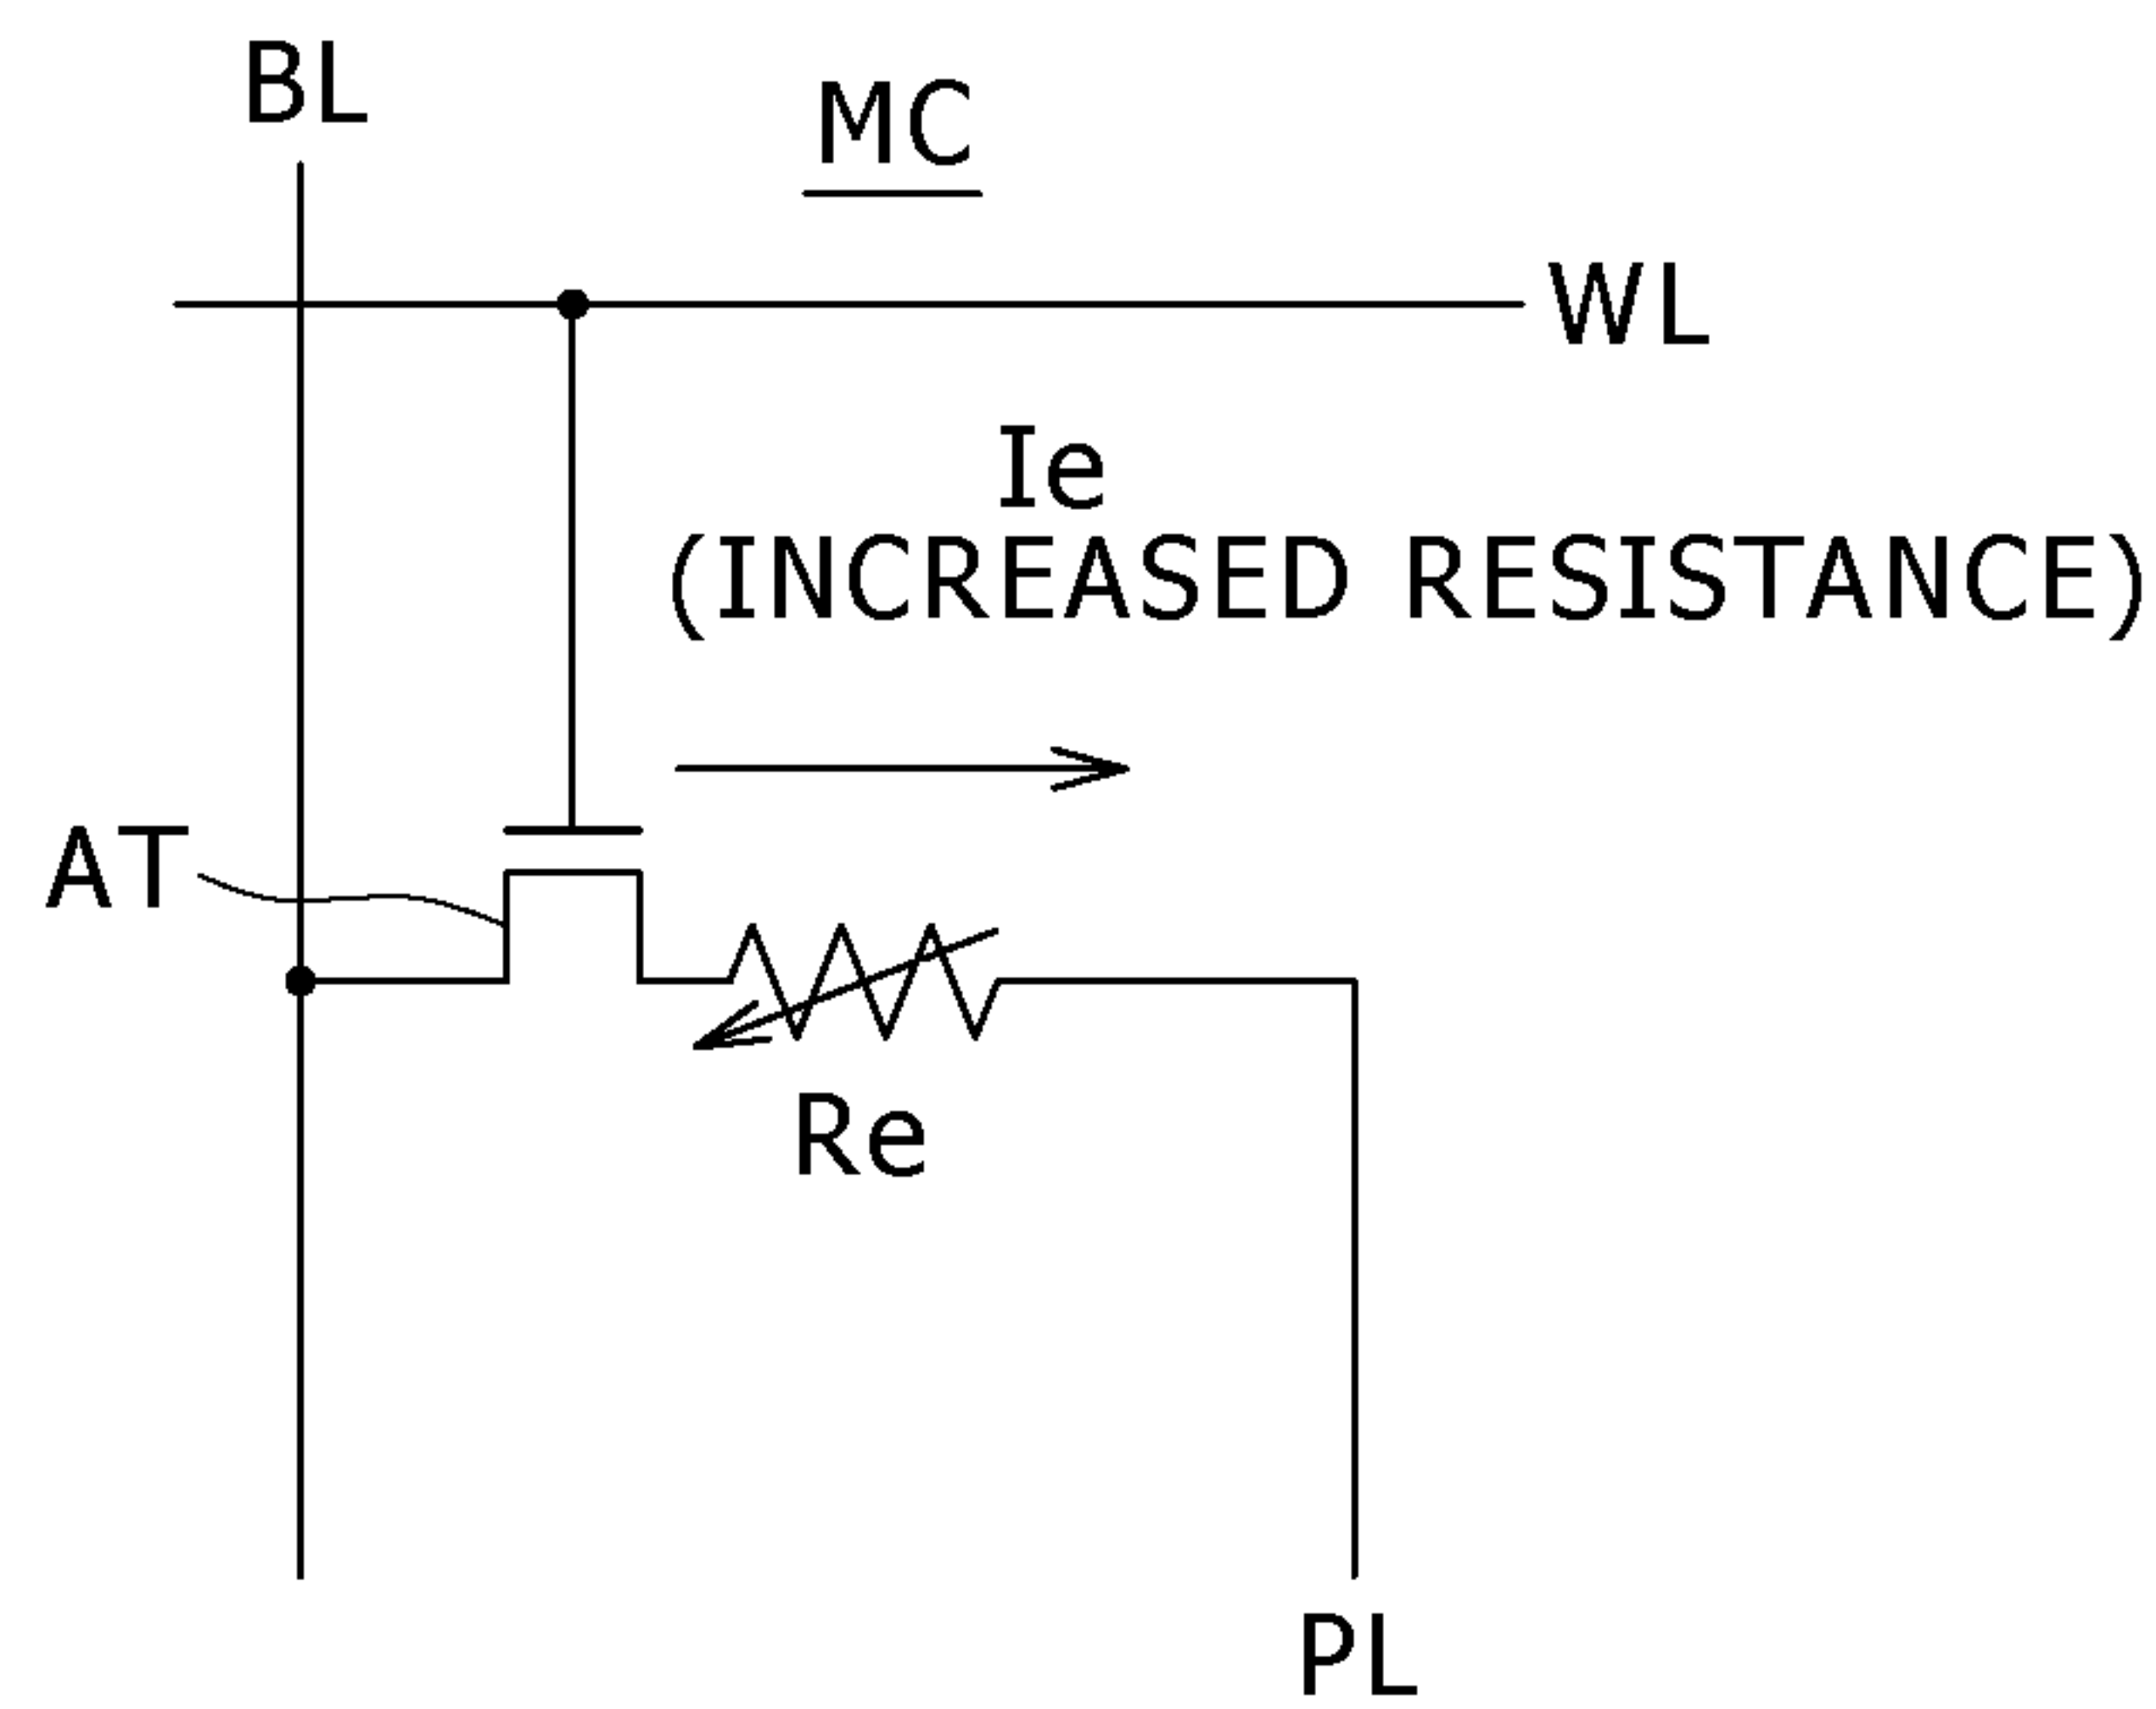 BL
MC
WL
Ie
(INCREASED RESISTANCE)
AT
Re
PL